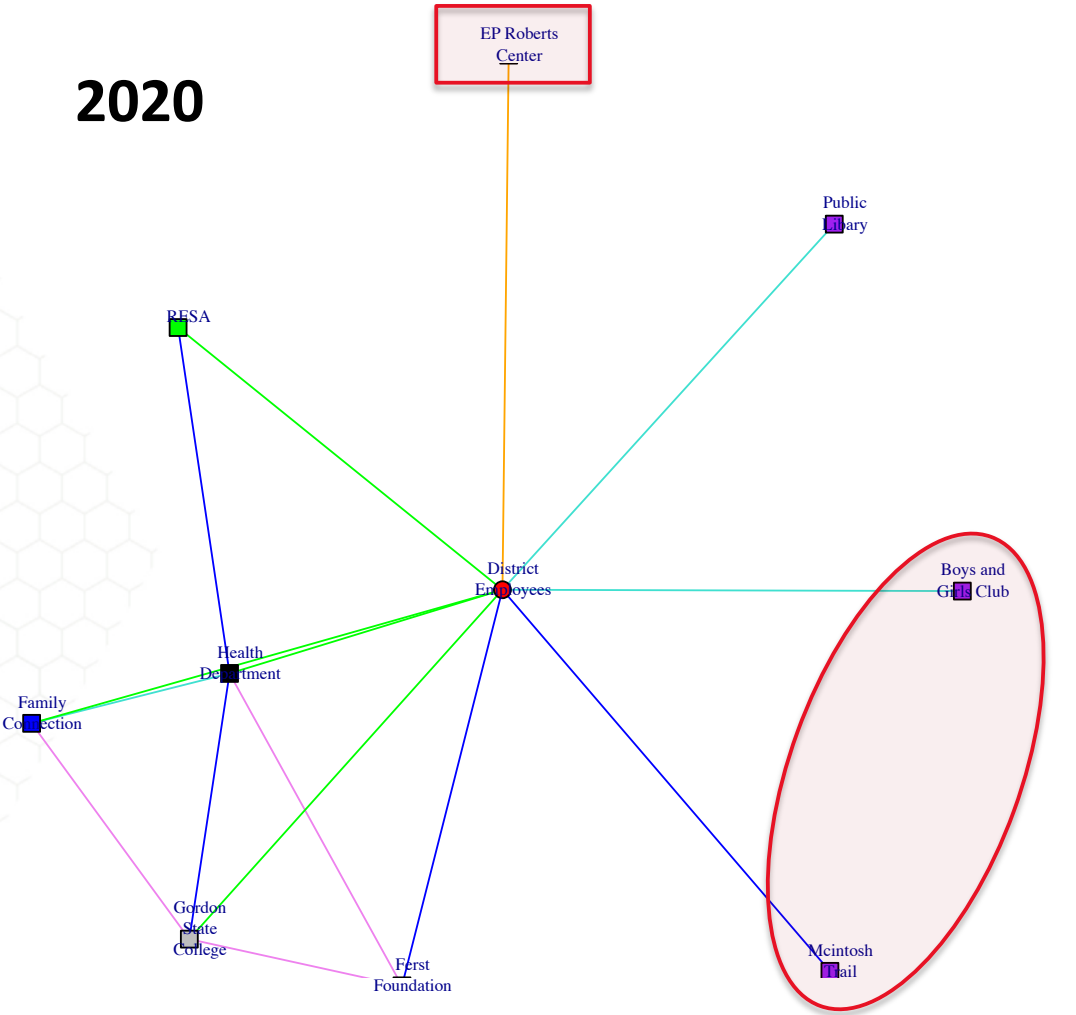 EP Roberts
Center
2020
Public
Libary
RESA
District
Employees
Boys and
Girls Club
Health
Department
Family
Connection
Gordon
State
College
Mcintosh
Trail
Ferst
Foundation